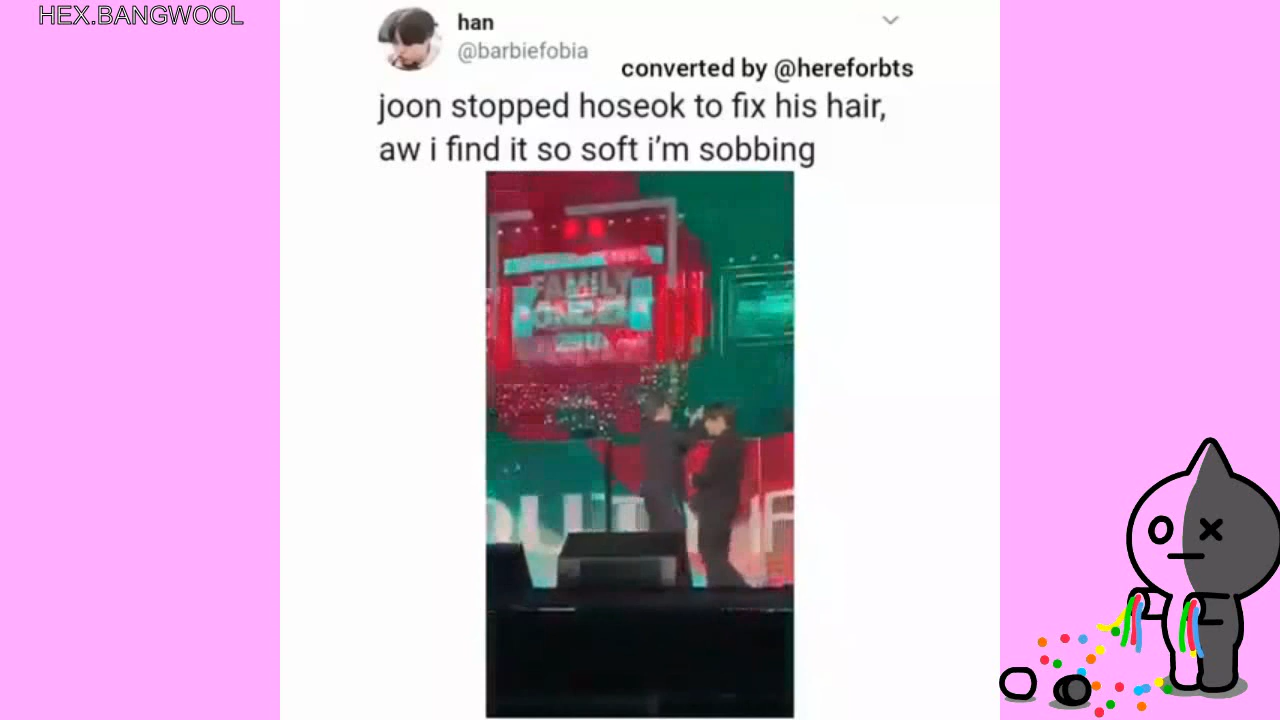 HEX.BANGWOOL
han
@barbiefobia
converted by @hereforbts
joon stopped hoseok to fix his hair,
aw i find it so soft i'm sobbing
FAMILY